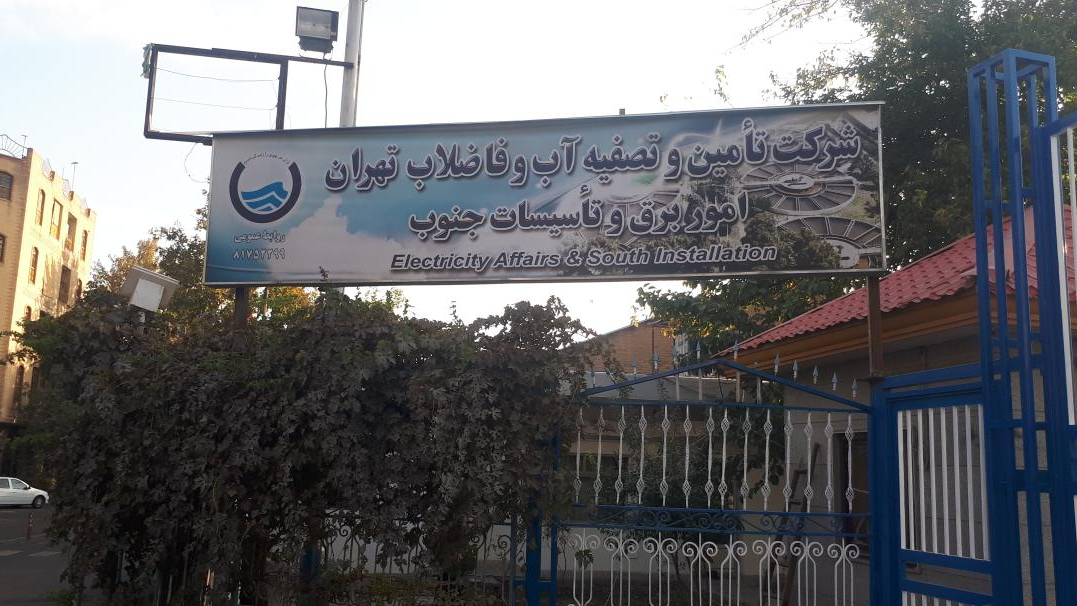 شرکت تأمین و تصفیه آب و فاضلاب تهران
امور برق و تأسیسات جنوب
Electricity Affairs & South Installation
روابط عمومی
۸۱۷۵۲۲۹۹